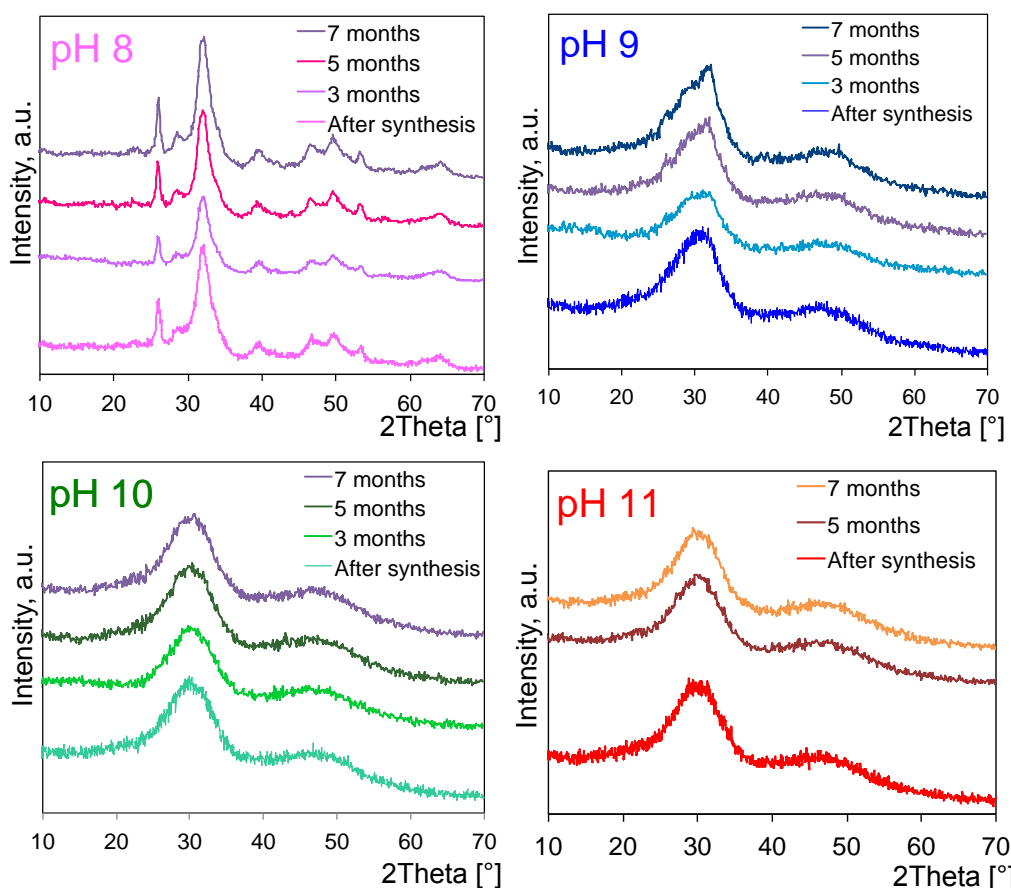 pH 8
7 months
5 months
3 months
After synthesis
Intensity, a.u.
10 20 30 40 50 60 70
2Theta [°]
pH 9
7 months
5 months
3 months
After synthesis
Intensity, a.u.
10 20 30 40 50 60 70
2Theta [°]
pH 10
7 months
5 months
3 months
After synthesis
Intensity, a.u.
10 20 30 40 50 60 70
2Theta [°]
pH 11
7 months
5 months
After synthesis
Intensity, a.u.
10 20 30 40 50 60 70
2Theta [°]